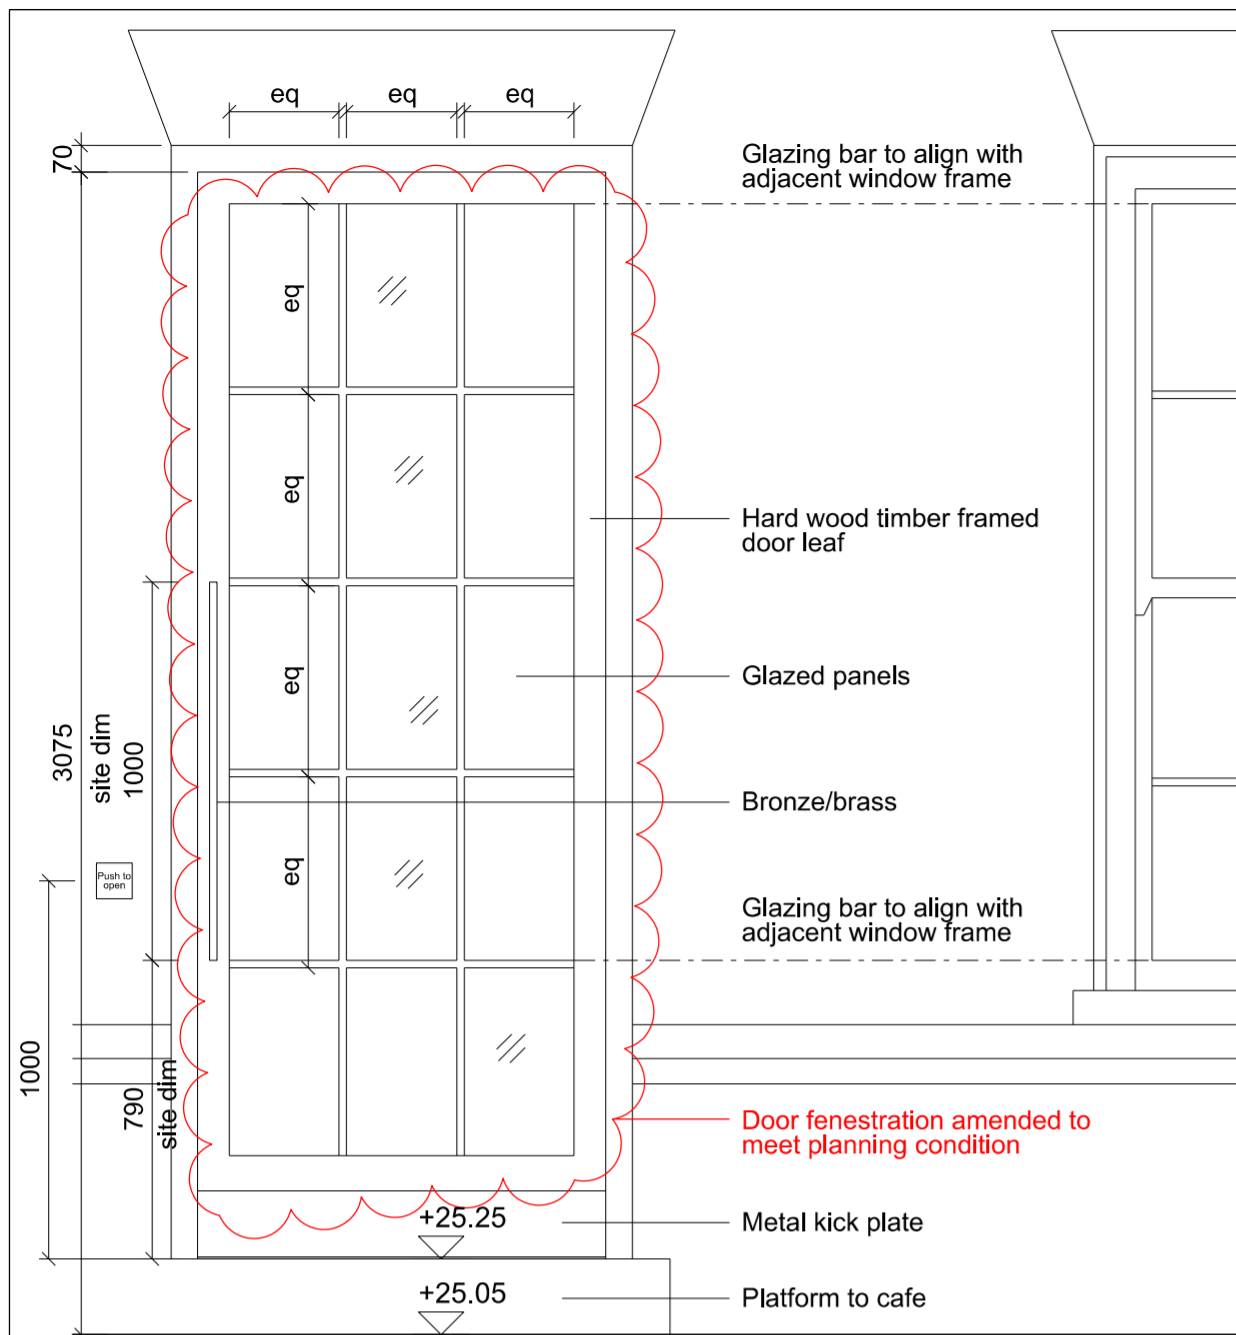 eq
eq
eq
70
Glazing bar to align with
adjacent window frame
eq
eq
Hard wood timber framed
door leaf
eq
Glazed panels
3075
site dim
1000
Bronze/brass
Push to
open
eq
Glazing bar to align with
adjacent window frame
1000
790
site dim
Door fenestration amended to
meet planning condition
+25.25
Metal kick plate
+25.05
Platform to cafe